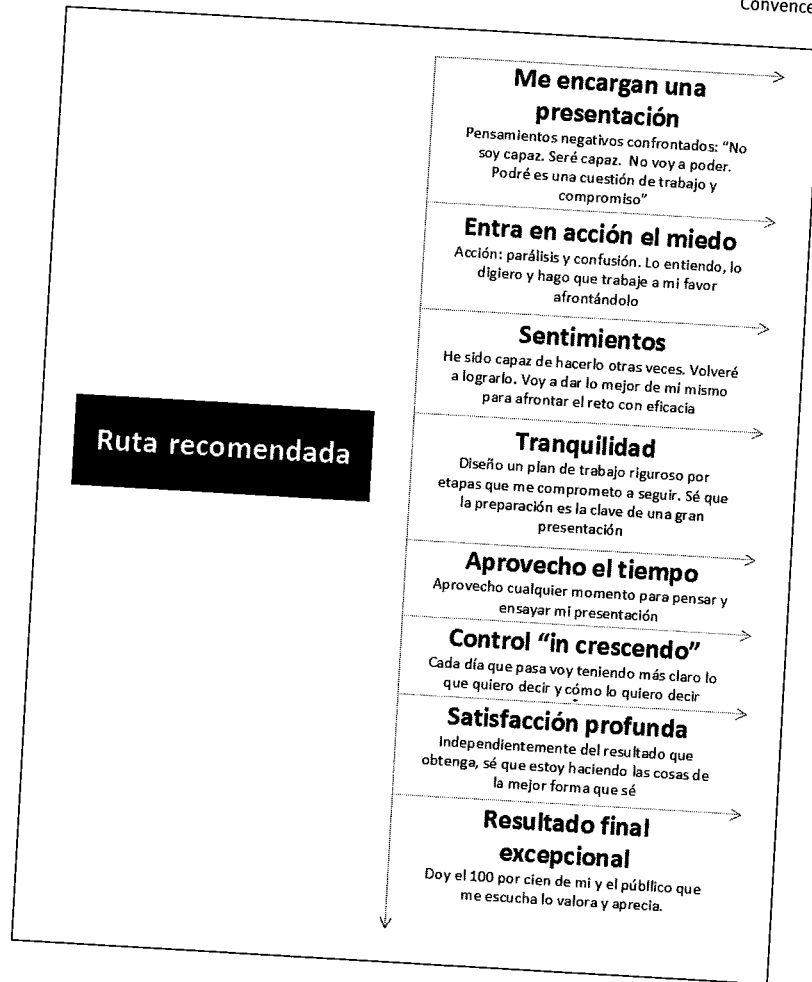 Convence
Me encargan una
presentación
Pensamientos negativos confrontados: "No
soy capaz. Seré capaz. No voy a poder.
Podré es una cuestión de trabajo y
compromiso"
Entra en acción el miedo
Acción: parálisis y confusión. Lo entiendo, lo
digiero y hago que trabaje a mi favor
afrontándolo
Sentimientos
He sido capaz de hacerlo otras veces. Volveré
a lograrlo. Voy a dar lo mejor de mi mismo
para afrontar el reto con eficacia
Ruta recomendada
Tranquilidad
Diseño un plan de trabajo riguroso por
etapas que me comprometo a seguir. Sé que
la preparación es la clave de una gran
presentación
Aprovecho el tiempo
Aprovecho cualquier momento para pensar y
ensayar mi presentación
Control "in crescendo"
Cada día que pasa voy teniendo más claro lo
que quiero decir y cómo lo quiero decir
Satisfacción profunda
Independientemente del resultado que
obtenga, sé que estoy haciendo las cosas de
la mejor forma que sé
Resultado final
excepcional
Doy el 100 por cien de mi y el públlico que
me escucha lo valora y aprecia.